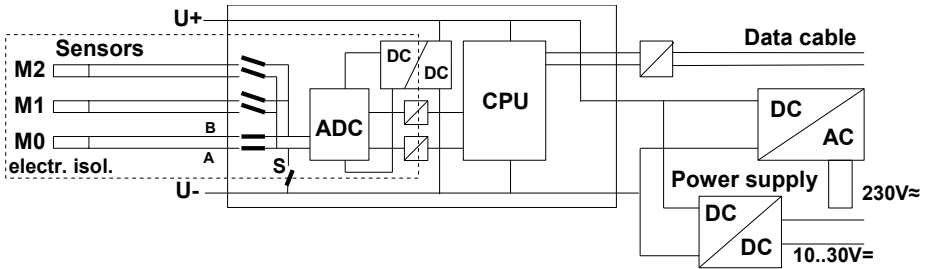 U+
Sensors
Data cable
M2
DC
DC
M1
CPU
DC
ADC
M0
B
AC
A
electr. isol.
S
Power supply
U-
230V≈
DC
DC
10..30V=